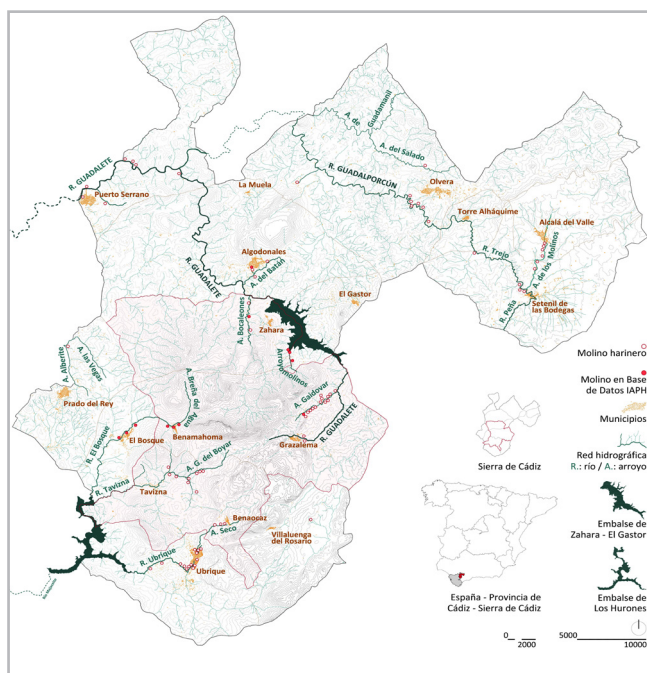 R. GUADALETE
Puerto Serrano
La Muela
A. de
Guadamanil
A. del Salado
R. GUADALPORCÚN
Olvera
Torre Alháquime
Alcalá del Valle
R. Trejo
A. de los Molinos
R. Peña
Setenil de
las Bodegas
Algodonales
A. del Batán
R. GUADALETE
El Gastor
A. Bocaleones
Zahara
Arroyomolinos
A. Gaidovar
R. GUADALETE
Grazalema
A. Alberite
A. las Vegas
Prado del Rey
A. Breña del
Agua
R. El Bosque
El Bosque
Benamahoma
A. G. del Boyar
R. Tavizna
Tavizna
Benaocaz
A. Seco
Villaluenga
del Rosario
R. Ubrique
Ubrique
Molino harinero
Molino en Base
de Datos IAPH
Municipios
Sierra de Cádiz
Red hidrográfica
R.: río / A.: arroyo
Embalse de
Zahara - El Gastor
España - Provincia de
Cádiz - Sierra de Cádiz
Embalse de
Los Hurones
0
2000
5000
10000